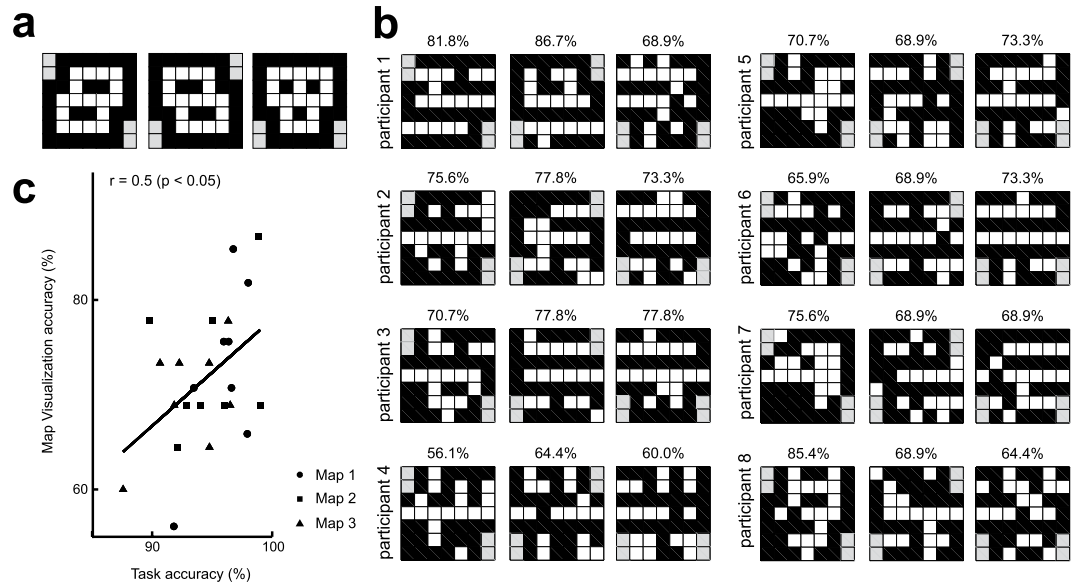 a
b
81.8% 86.7% 68.9%
participant 1
70.7% 68.9% 73.3%
participant 5
75.6% 77.8% 73.3%
participant 2
65.9% 68.9% 73.3%
participant 6
70.7% 77.8% 77.8%
participant 3
75.6% 68.9% 68.9%
participant 7
56.1% 64.4% 60.0%
participant 4
85.4% 68.9% 64.4%
participant 8
c
r = 0.5 (p < 0.05)
Map Visualization accuracy (%)
80
60
90 100
Task accuracy (%)
Map 1
Map 2
Map 3